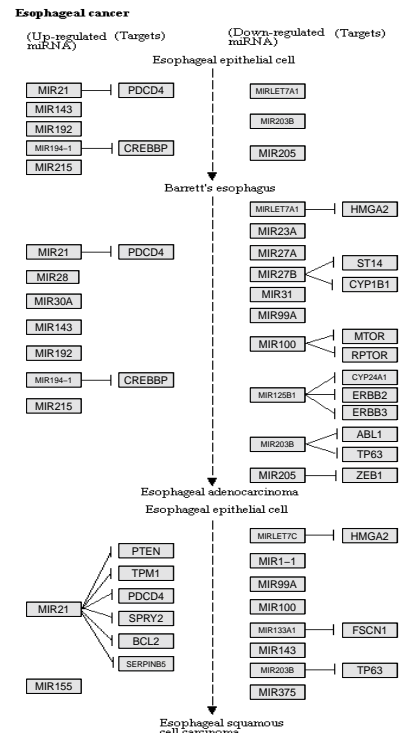 Esophageal cancer
(Up-regulated miRNA) (Targets) (Down-regulated miRNA) (Targets)
Esophageal epithelial cell
MIR21 PDCD4 MIRLET7A1
MIR143
MIR192 MIR203B
MIR194-1 CREBBP MIR205
MIR215
Barrett's esophagus
MIRLET7A1 HMGA2
MIR23A
MIR21 PDCD4 MIR27A
ST14
MIR28 MIR27B
CYP1B1
MIR30A MIR31
MIR143 MIR99A
MTOR
MIR192 MIR100
RPTOR
MIR194-1 CREBBP CYP24A1
MIR125B1 ERBB2
MIR215 ERBB3
ABL1
MIR203B
TP63
MIR205 ZEB1
Esophageal adenocarcinoma
Esophageal epithelial cell
MIRLET7C HMGA2
PTEN MIR1-1
TPM1 MIR99A
PDCD4
MIR21 MIR100
SPRY2 MIR133A1 FSCN1
BCL2 MIR143
SERPINB5 MIR203B TP63
MIR155 MIR375
Esophageal squamous
cell carcinoma